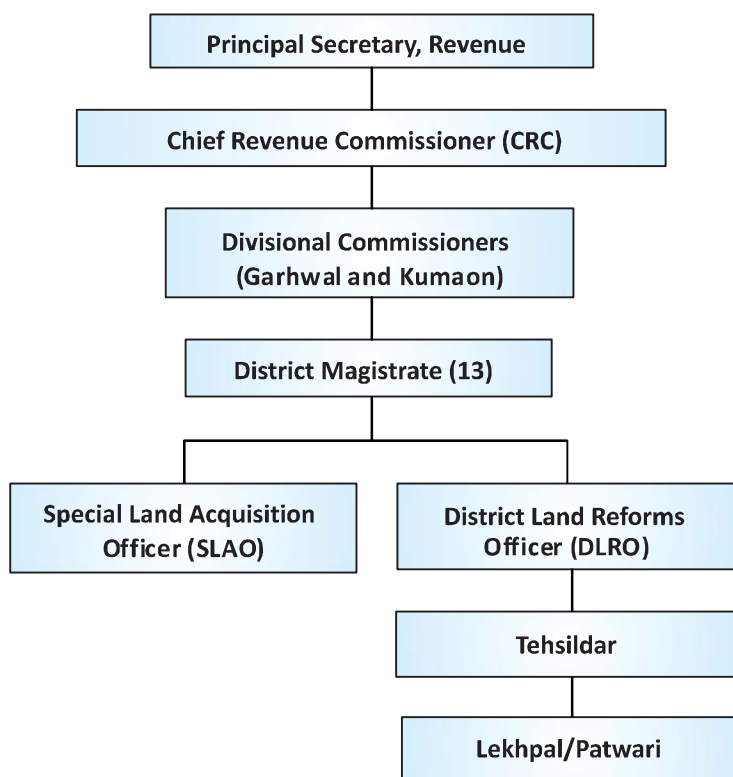 Principal Secretary, Revenue
Chief Revenue Commissioner (CRC)
Divisional Commissioners
(Garhwal and Kumaon)
District Magistrate (13)
Special Land Acquisition
Officer (SLAO)
District Land Reforms
Officer (DLRO)
Tehsildar
Lekhpal/Patwari